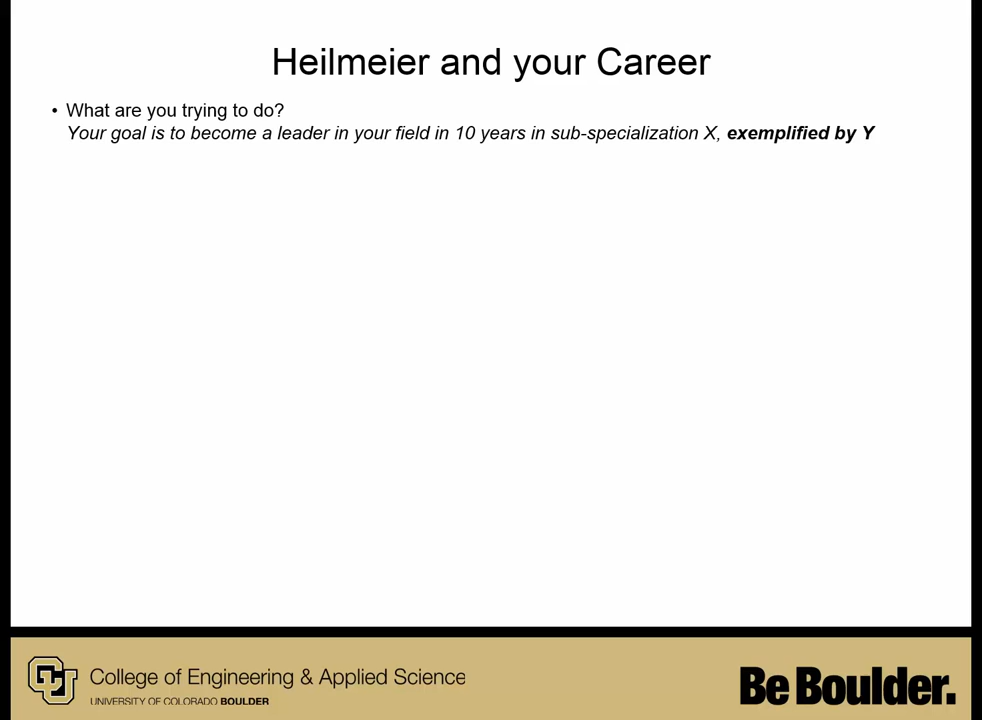 Heilmeier and your Career
• What are you trying to do?
Your goal is to become a leader in your field in 10 years in sub-specialization X, exemplified by Y
CU
College of Engineering & Applied Science
UNIVERSITY OF COLORADO BOULDER
Be Boulder.